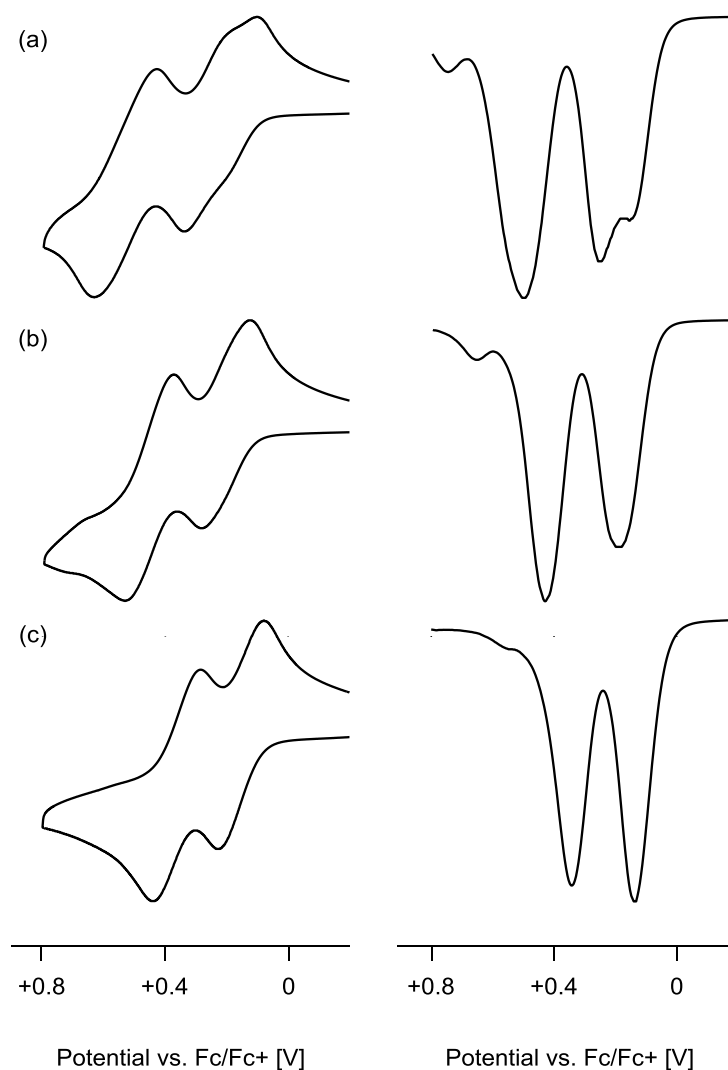 (a)
(b)
(c)
+0.8 +0.4 0 +0.8 +0.4 0
Potential vs. Fc/Fc+ [V] Potential vs. Fc/Fc+ [V]